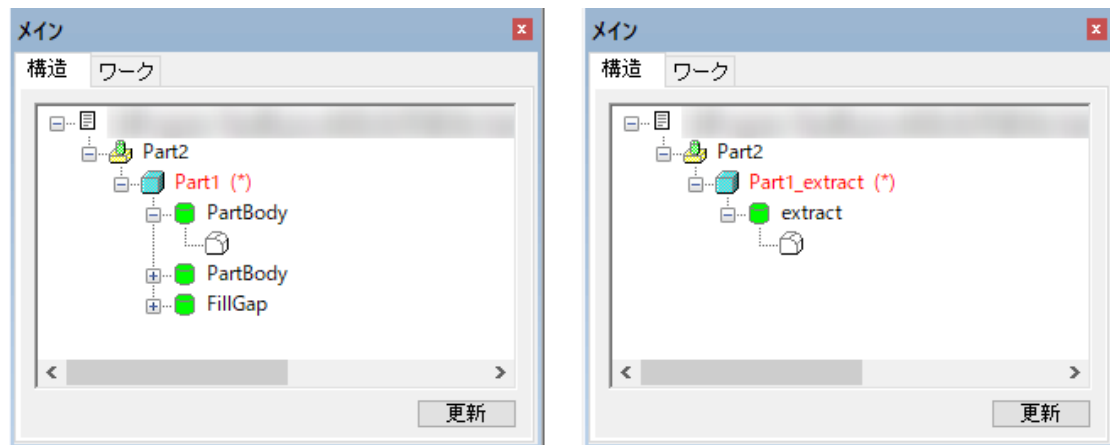 メイン
構造 ワーク
Part2
Part1 (*)
PartBody
PartBody
FillGap
更新
メイン
構造 ワーク
Part2
Part1_extract (*)
extract
更新